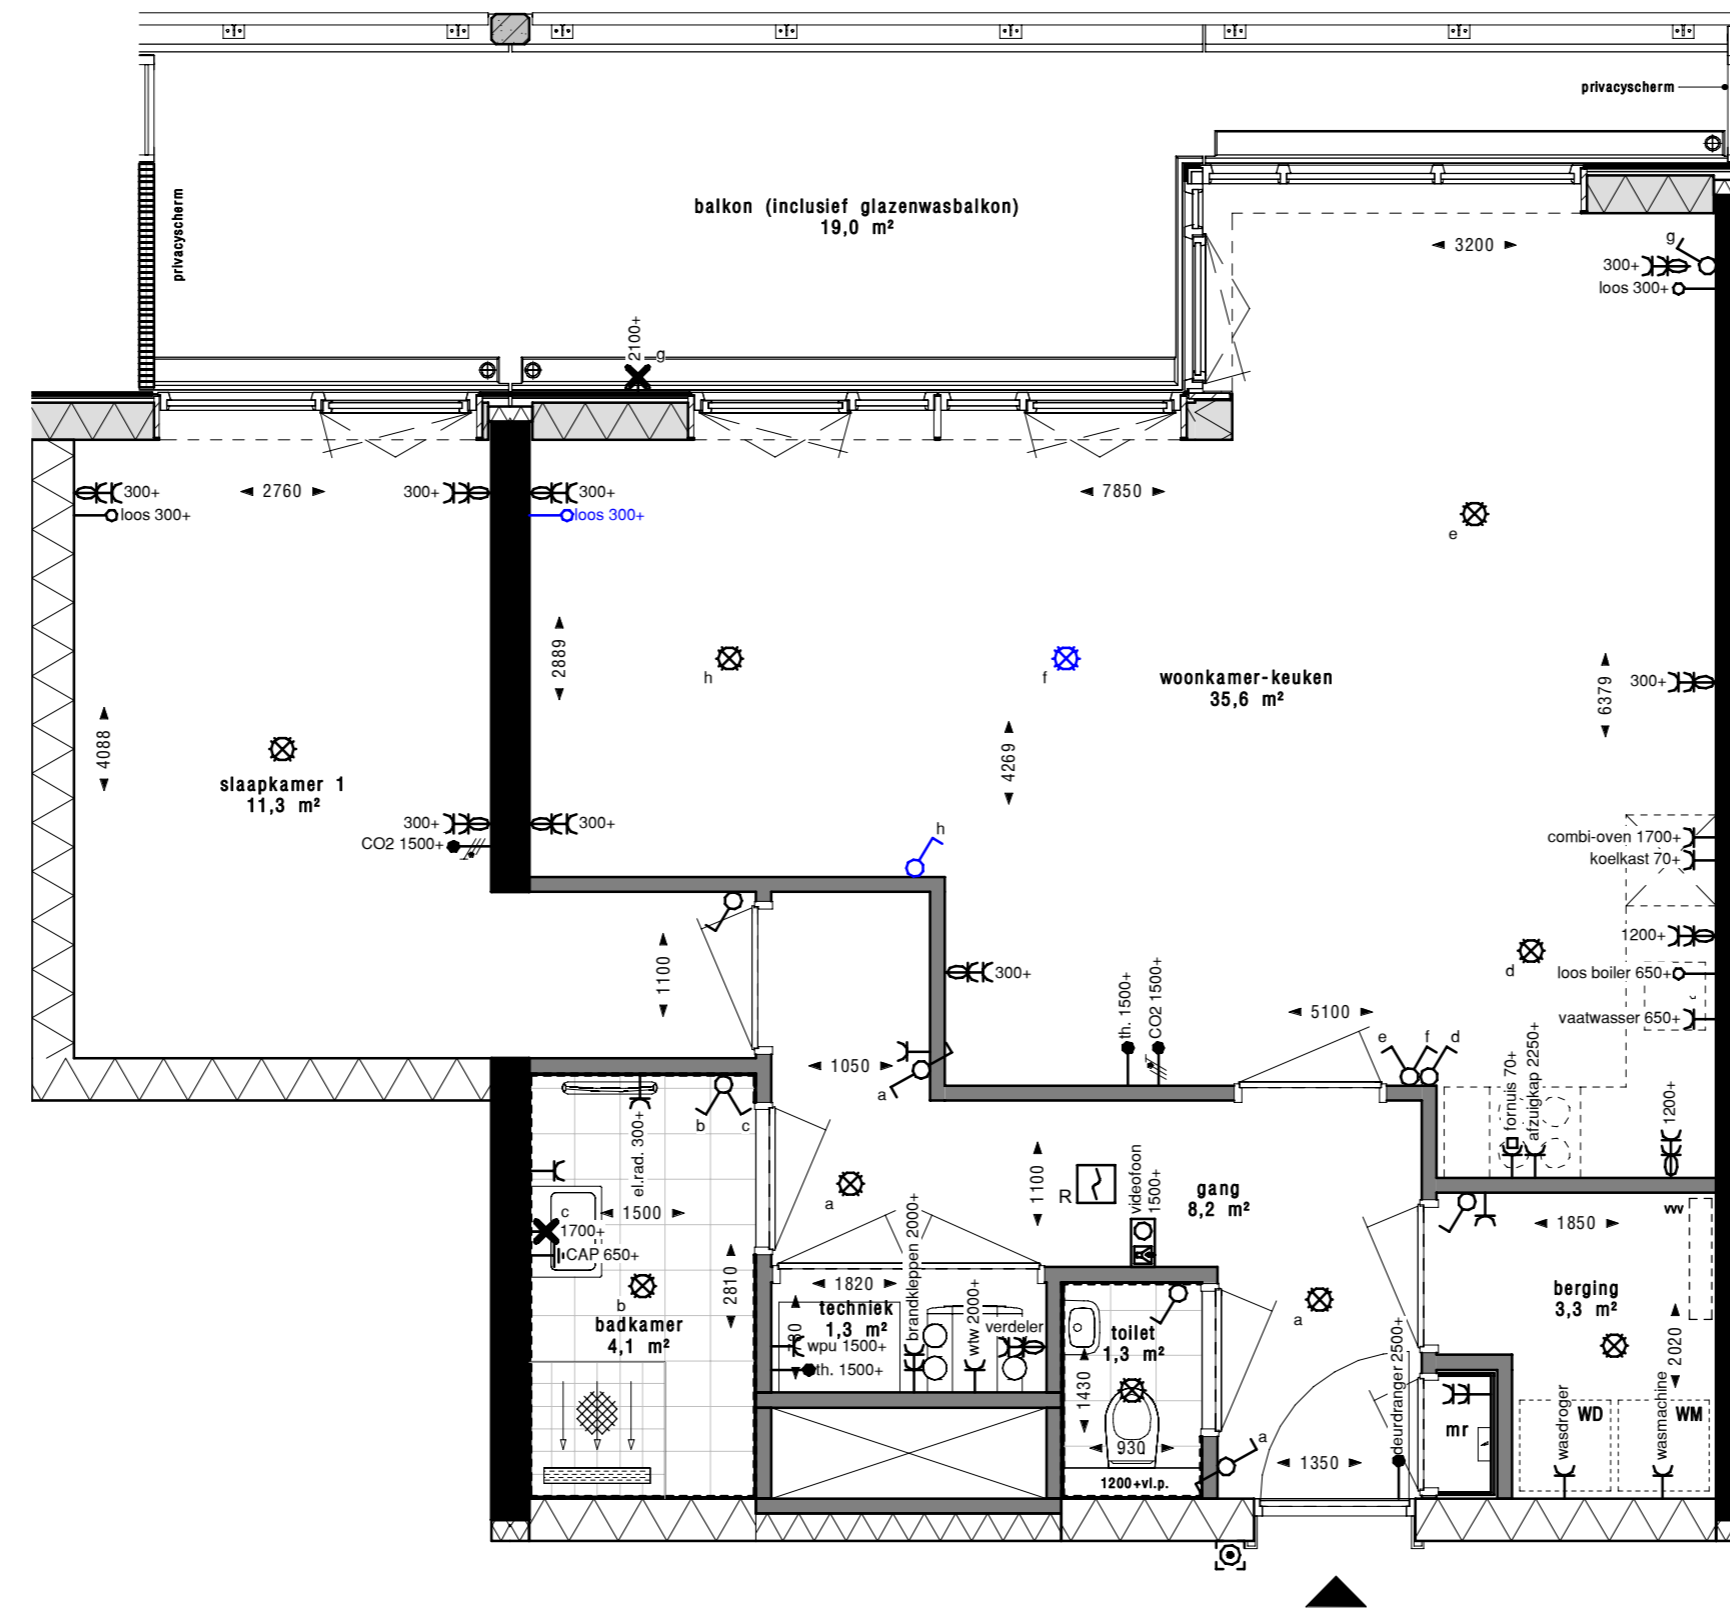 privacyscherm
privacyscherm
balkon (inclusief glazenwasbalkon)
19,0 m²
3200
g
300+
loos 300+
2100+
g
300+
loos 300+
2760
300+
300+
loos 300+
7850
e
2889
h
f
woonkamer-keuken
35,6 m²
300+
6379
4088
4269
slaapkamer 1
11,3 m²
300+
CO2 1500+
300+
h
combi-oven 1700+
koelkast 70+
1200+
loos boiler 650+
vaatwasser 650+
d
1100
300+
th. 1500+
CO2 1500+
5100
e
f
d
1050
a
fornuis 70+
afzuigkap 2250+
1200+
b
c
el.rad. 300+
c
1700+
CAP 650+
1500
2810
b
badkamer
4,1 m²
a
1100
R
videofoon
1500+
gang
8,2 m²
1850
vvv
berging
3,3 m²
2020
1820
techniek
1,3 m²
wpu 1500+
th. 1500+
brandkleppen 2000+
wtw 2000+
verdeler
toilet
1,3 m²
1430
930
1200+vl.p.
a
a
deurdranger 2500+
1350
mr
wasdroger
WD
wasmachine
WM